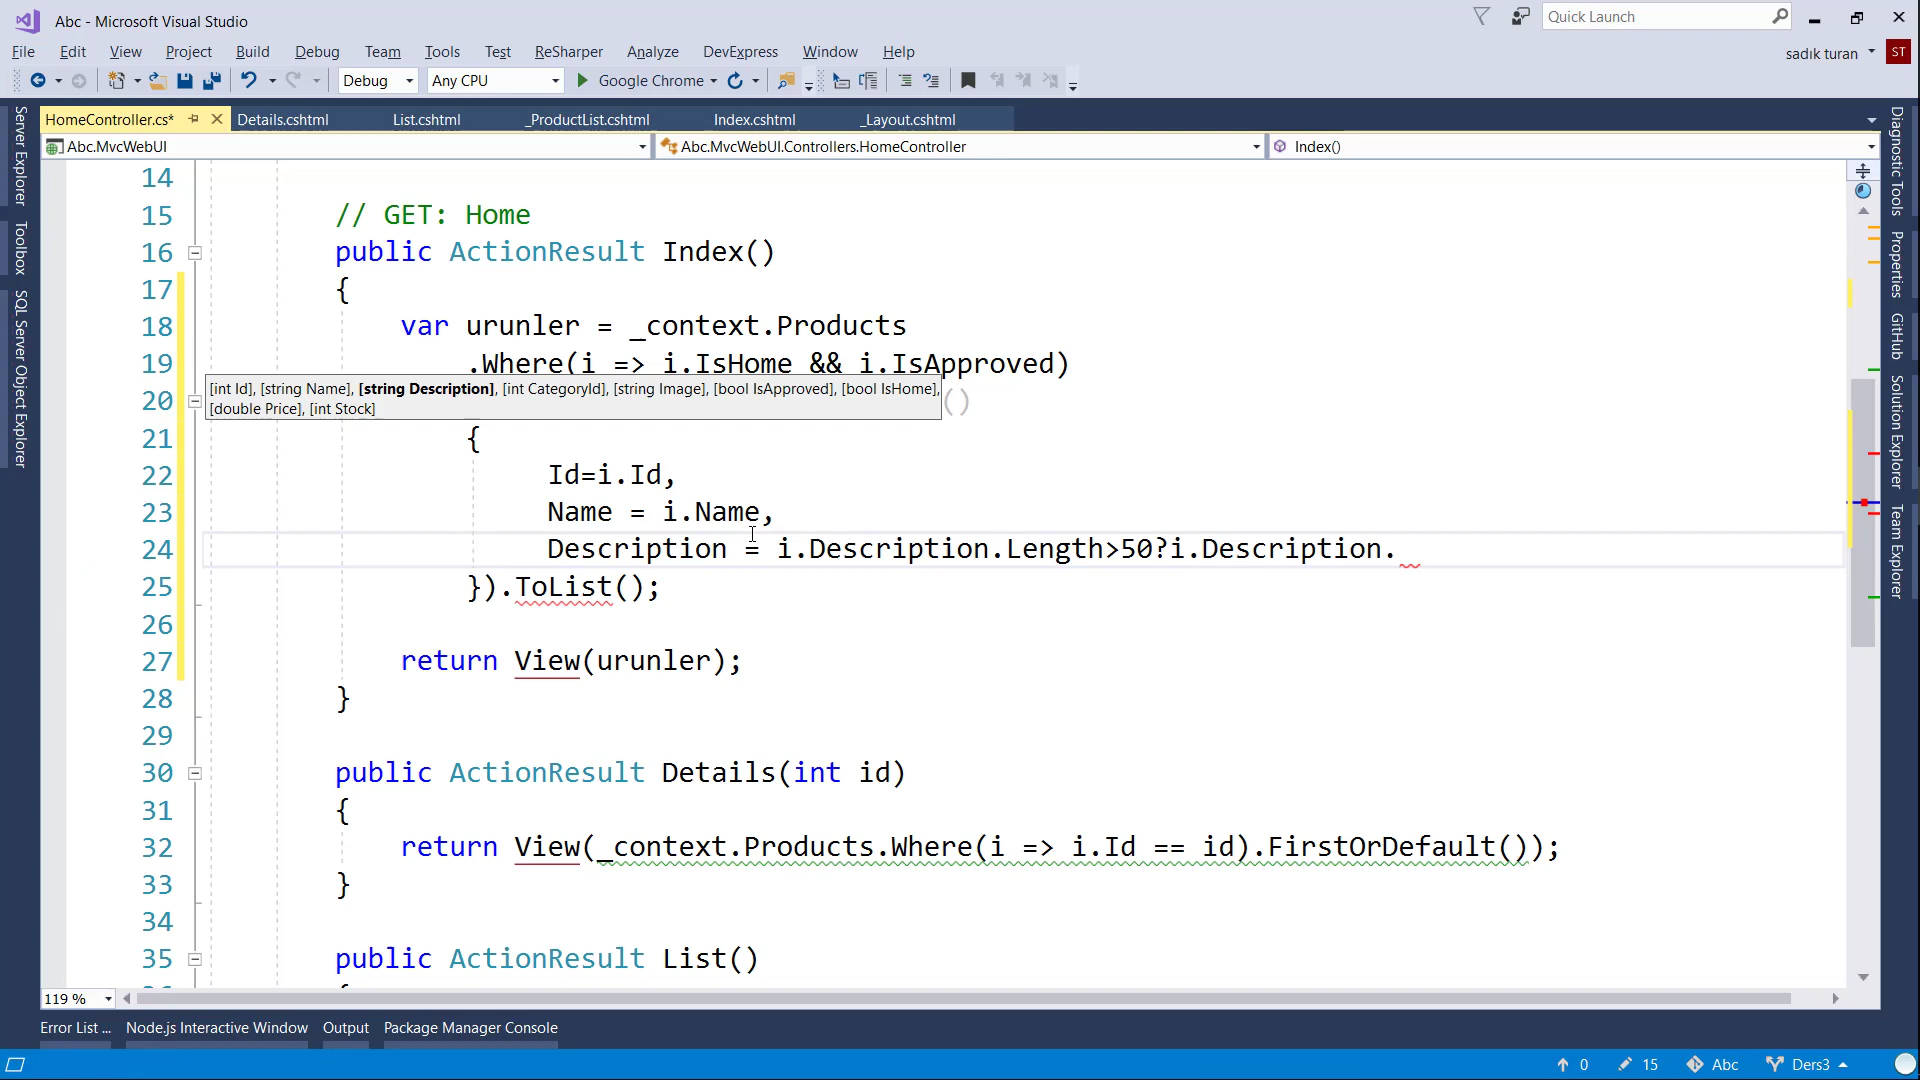 Abc - Microsoft Visual Studio
Quick Launch
File Edit View Project Build Debug Team Tools Test ReSharper Analyze DevExpress Window Help
sadık turan ST
Debug Any CPU Google Chrome
HomeController.cs* Details.cshtml List.cshtml _ProductList.cshtml Index.cshtml _Layout.cshtml
Abc.MvcWebUI Abc.MvcWebUI.Controllers.HomeController Index()
Server Explorer
Toolbox
SQL Server Object Explorer
14
15 // GET: Home
16 public ActionResult Index()
17 {
18 var urunler = _context.Products
19 .Where(i => i.IsHome && i.IsApproved)
[int Id], [string Name], [string Description], [int CategoryId], [string Image], [bool IsApproved], [bool IsHome],
[double Price], [int Stock]
20 ()
21 {
22 Id=i.Id,
23 Name = i.Name,
24 Description = i.Description.Length>50?i.Description.
25 }).ToList();
26
27 return View(urunler);
28 }
29
30 public ActionResult Details(int id)
31 {
32 return View(_context.Products.Where(i => i.Id == id).FirstOrDefault());
33 }
34
35 public ActionResult List()
Diagnostic Tools
Properties
GitHub
Solution Explorer
Team Explorer
119 %
Error List ... Node.js Interactive Window Output Package Manager Console
0 15 Abc Ders3